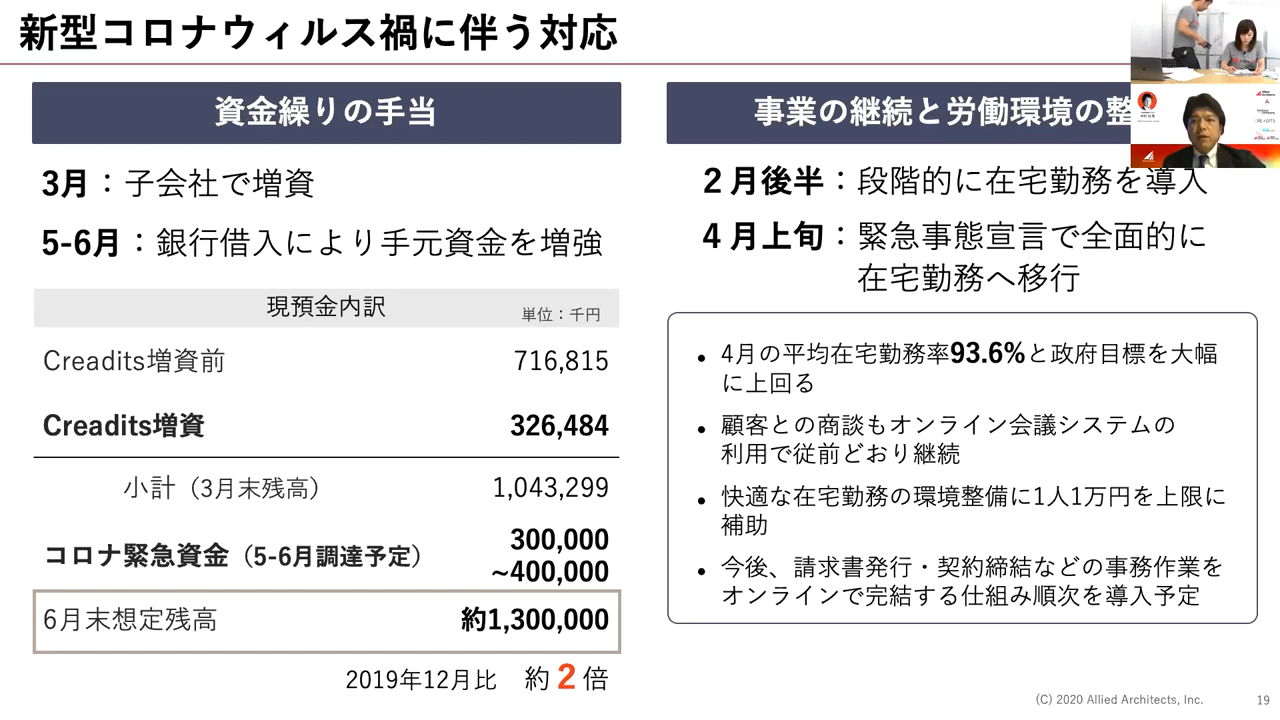 新型コロナウィルス禍に伴う対応
資金繰りの手当
3月：子会社で増資
5-6月：銀行借入により手元資金を増強
現預金内訳 単位：千円
Creadits増資前 716,815
Creadits増資 326,484
小計（3月末残高） 1,043,299
コロナ緊急資金（5-6月調達予定） 300,000
~400,000
6月末想定残高 約1,300,000
2019年12月比 約2倍
事業の継続と労働環境の整
２月後半：段階的に在宅勤務を導入
４月上旬：緊急事態宣言で全面的に
在宅勤務へ移行
• 4月の平均在宅勤務率93.6%と政府目標を大幅
に上回る
• 顧客との商談もオンライン会議システムの
利用で従前どおり継続
• 快適な在宅勤務の環境整備に1人1万円を上限に
補助
• 今後、請求書発行・契約締結などの事務作業を
オンラインで完結する仕組み順次を導入予定
(C) 2020 Allied Architects, Inc.
19